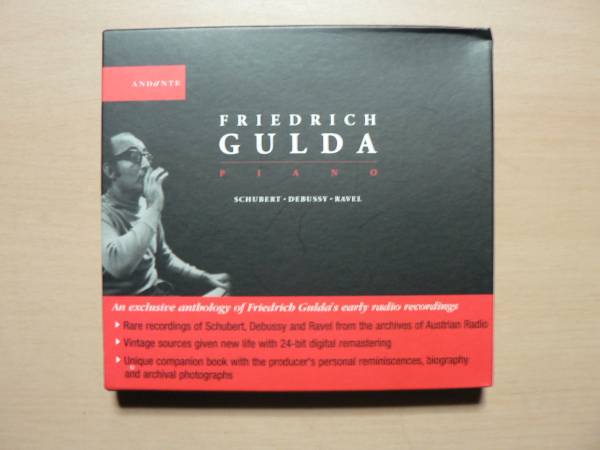 ANDANTE
FRIEDRICH
GULDA
PIANO
SCHUBERT • DEBUSSY • RAVEL
An exclusive anthology of Friedrich Gulda's early radio recordings
Rare recordings of Schubert, Debussy and Ravel from the archives of Austrian Radio
Vintage sources given new life with 24-bit digital remastering
Unique companion book with the producer's personal reminiscences, biography
and archival photographs